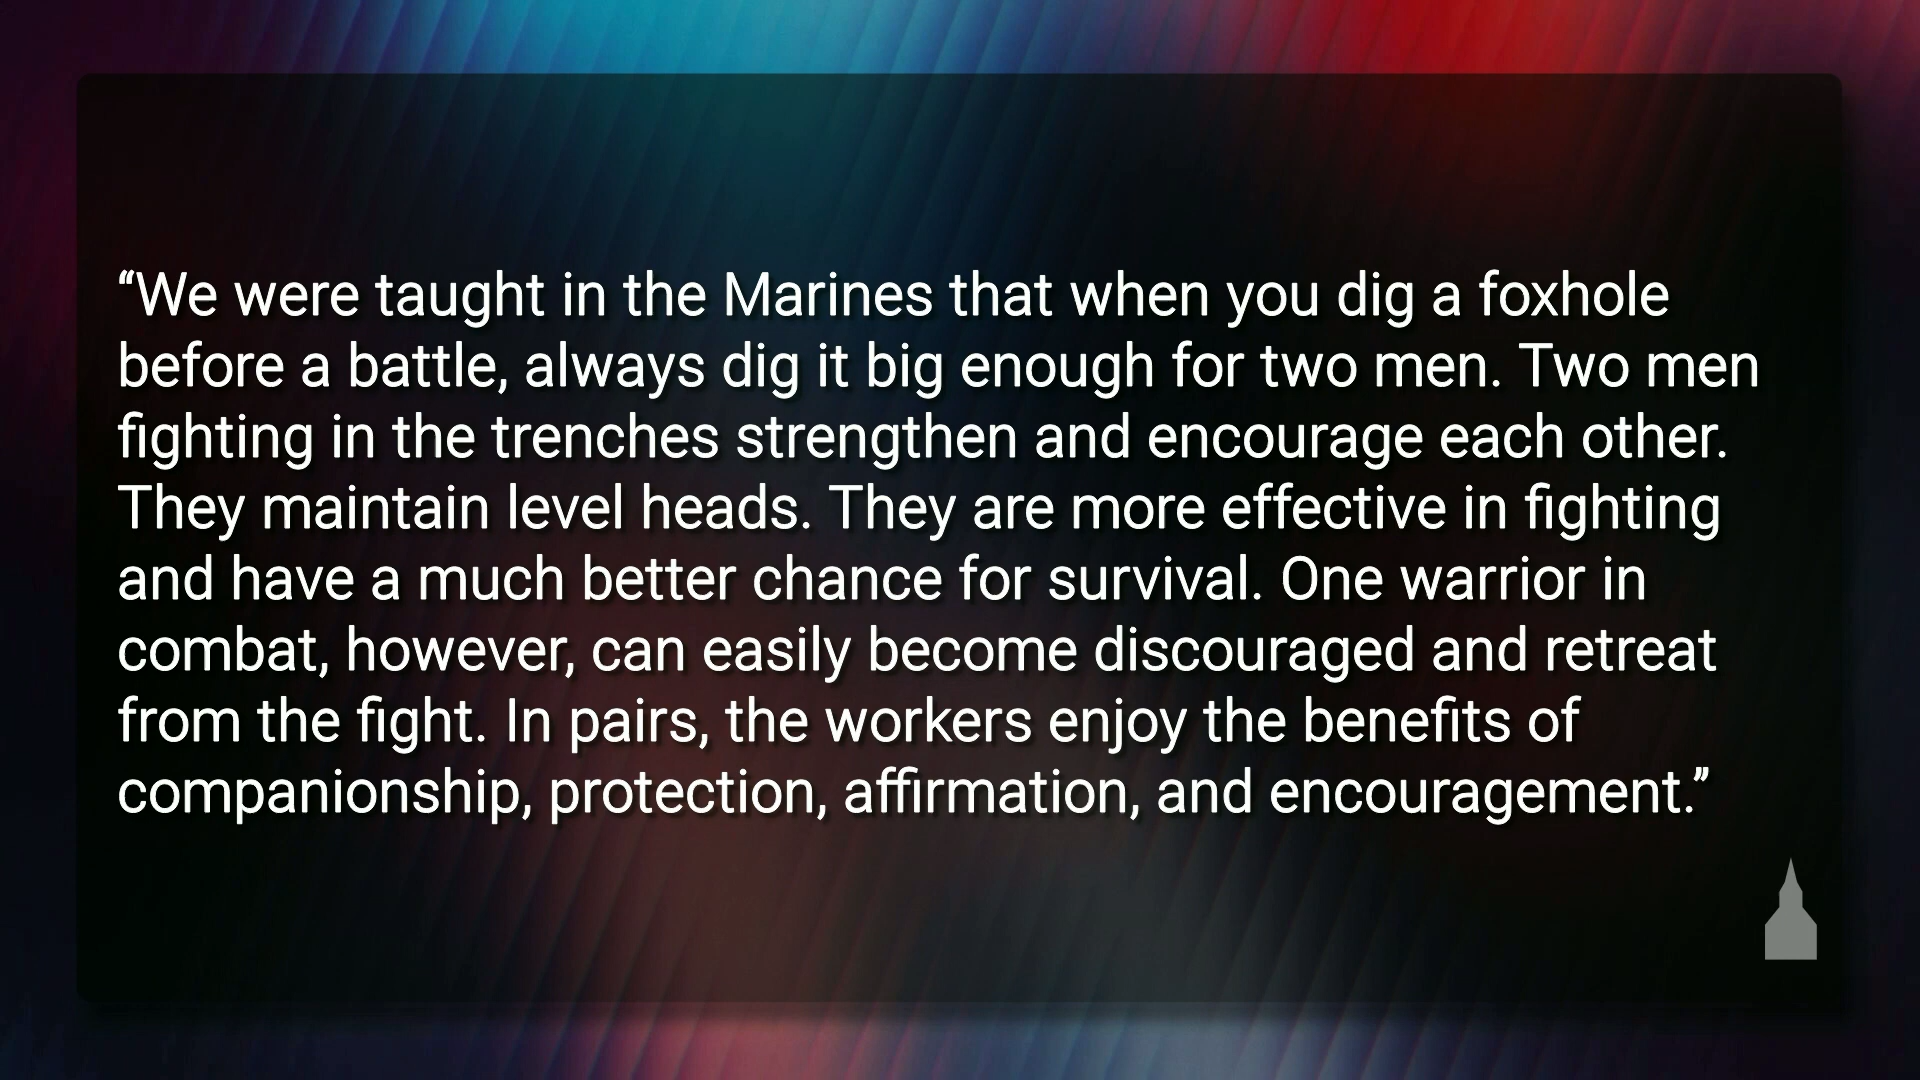 “We were taught in the Marines that when you dig a foxhole
before a battle, always dig it big enough for two men. Two men
fighting in the trenches strengthen and encourage each other.
They maintain level heads. They are more effective in fighting
and have a much better chance for survival. One warrior in
combat, however, can easily become discouraged and retreat
from the fight. In pairs, the workers enjoy the benefits of
companionship, protection, affirmation, and encouragement.”